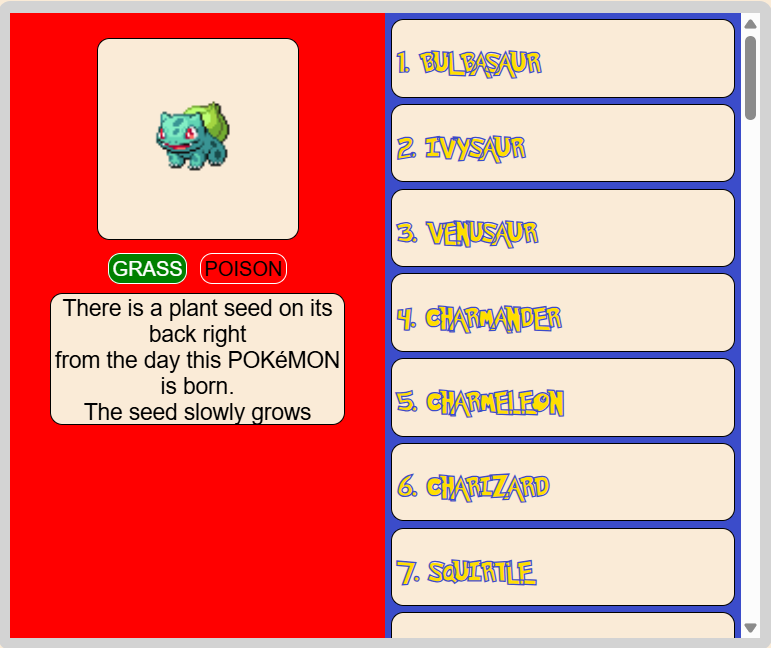 GRASS POISON
There is a plant seed on its
back right
from the day this POKéMON
is born.
The seed slowly grows
1. BULBASAUR
2. IVYSAUR
3. VENUSAUR
4. CHARMANDER
5. CHARMELEON
6. CHARIZARD
7. SQUIRTLE